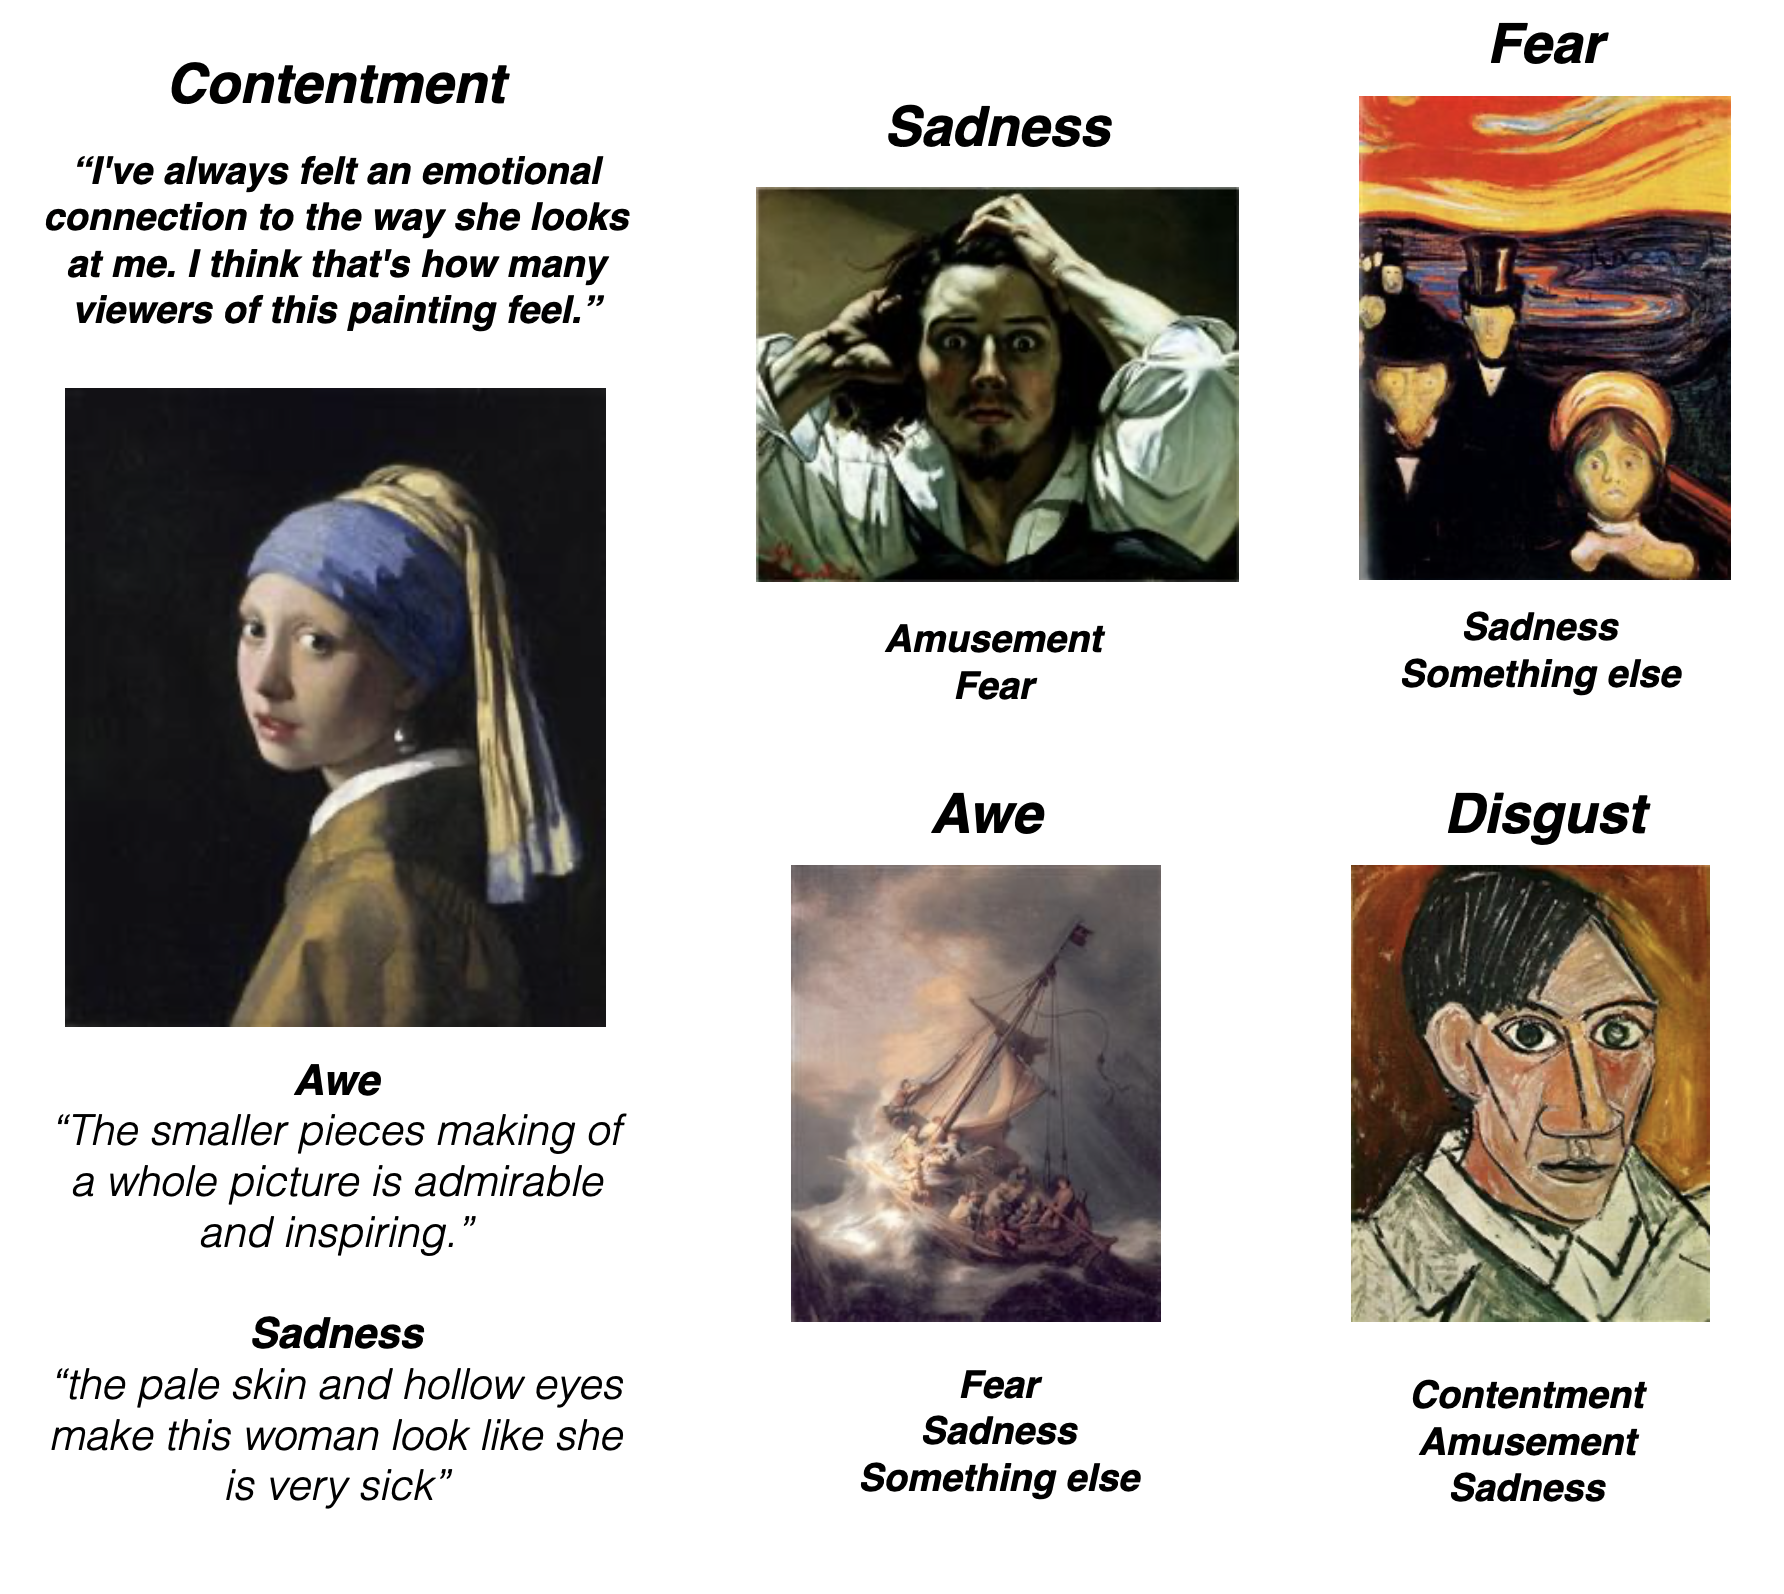 Contentment
“I've always felt an emotional
connection to the way she looks
at me. I think that's how many
viewers of this painting feel.”
Awe
“The smaller pieces making of
a whole picture is admirable
and inspiring.”
Sadness
“the pale skin and hollow eyes
make this woman look like she
is very sick”
Sadness
Amusement
Fear
Fear
Sadness
Something else
Awe
Fear
Sadness
Something else
Disgust
Contentment
Amusement
Sadness